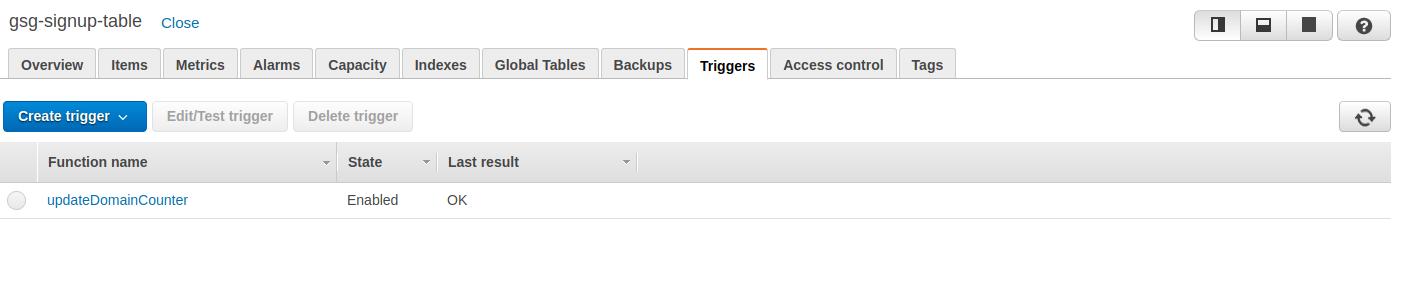 gsg-signup-table Close
Overview Items Metrics Alarms Capacity Indexes Global Tables Backups Triggers Access control Tags
Create trigger Edit/Test trigger Delete trigger
Function name State Last result
updateDomainCounter Enabled OK